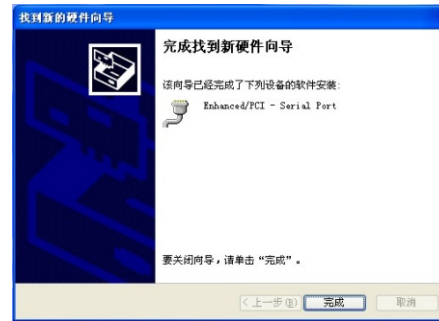 找到新的硬件向导
完成找到新硬件向导
该向导已经完成了下列设备的软件安装:
Enhanced/PCI - Serial Port
要关闭向导，请单击“完成”。
<上一步(B) 完成 取消